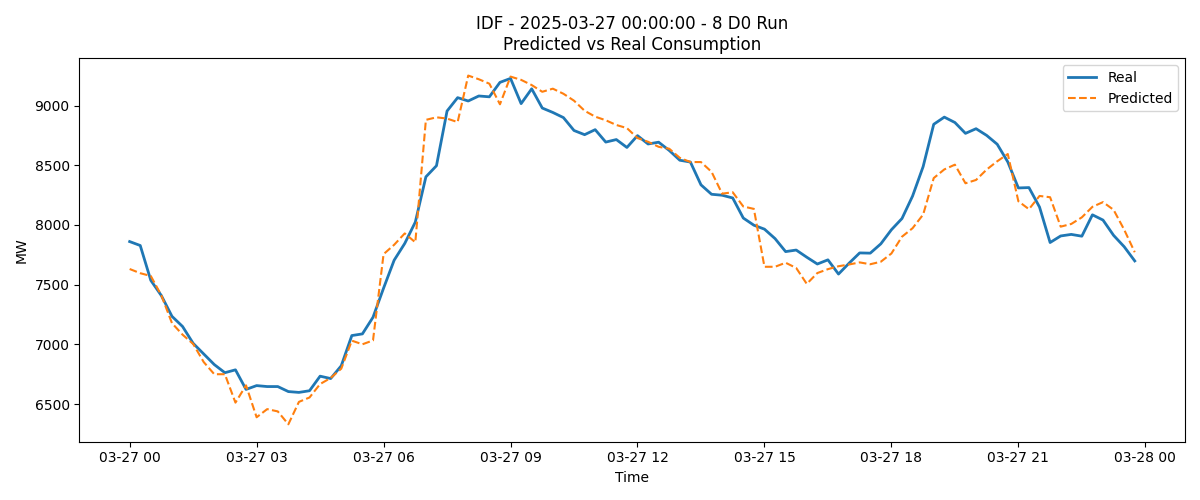 IDF - 2025-03-27 00:00:00 - 8 D0 Run
Predicted vs Real Consumption
Real
Predicted
MW
9000
8500
8000
7500
7000
6500
03-27 00
03-27 03
03-27 06
03-27 09
03-27 12
03-27 15
03-27 18
03-27 21
03-28 00
Time